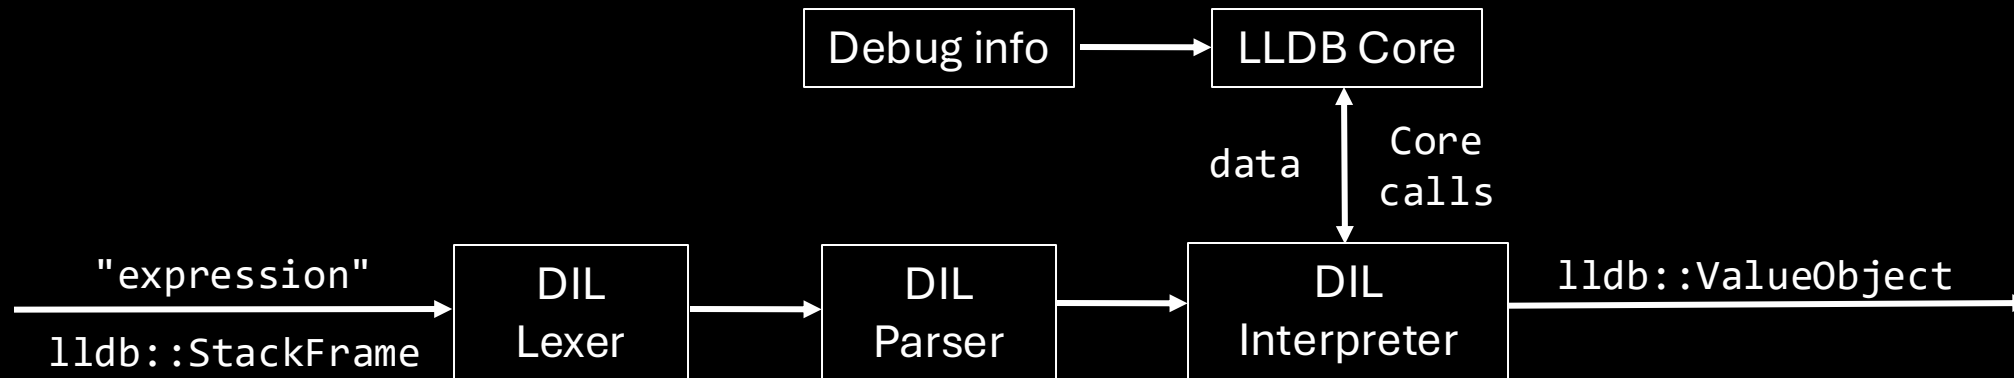 Debug info
LLDB Core
data
Core
calls
"expression"
lldb::StackFrame
DIL
Lexer
DIL
Parser
DIL
Interpreter
lldb::ValueObject